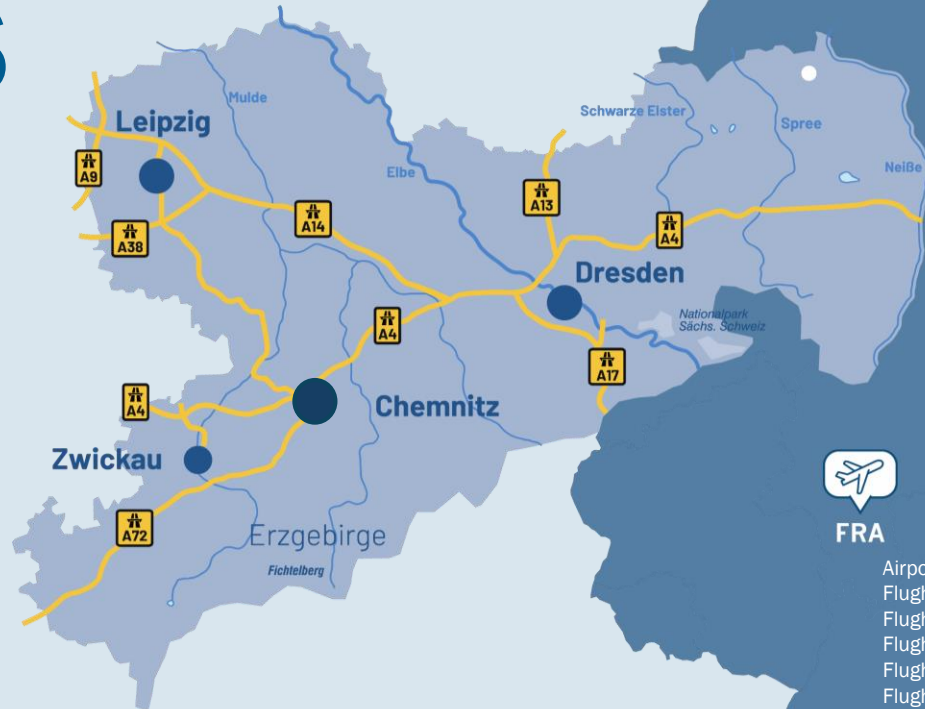 Leipzig
Mulde
Elbe
Schwarze Elster
Spree
Neiße
A9
A38
A14
A13
A4
Dresden
Nationalpark
Sächs. Schweiz
A4
A17
A4
Chemnitz
Zwickau
A72
Erzgebirge
Fichtelberg
FRA